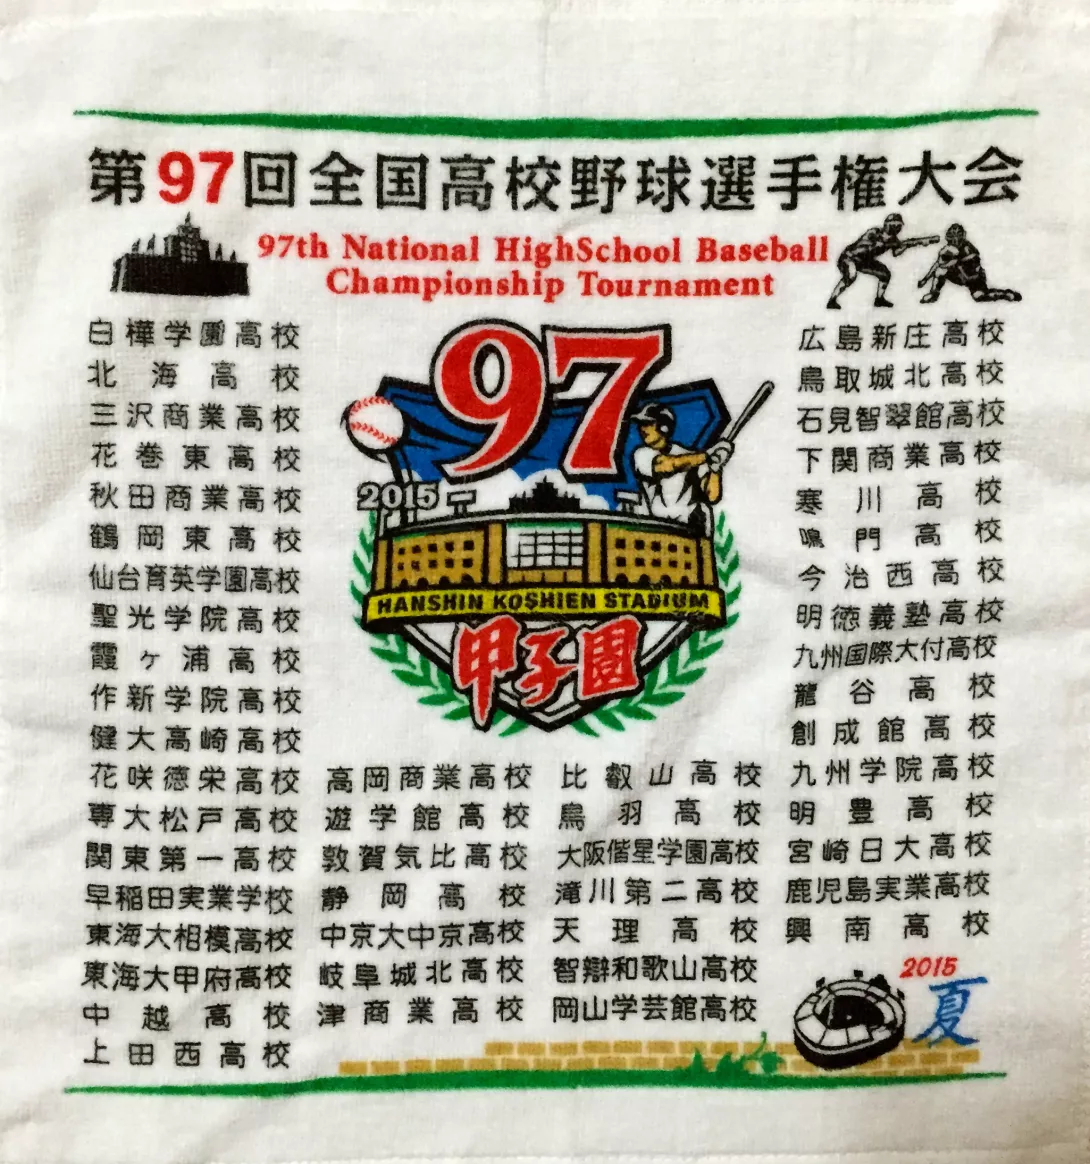 第97回全国高校野球選手権大会
97th National HighSchool Baseball
Championship Tournament
白樺学園高校
北海高校
三沢商業高校
花巻東高校
秋田商業高校
鶴岡東高校
仙台育英学園高校
聖光学院高校
霞ヶ浦高校
作新学院高校
健大高崎高校
花咲徳栄高校
専大松戸高校
関東第一高校
早稲田実業学校
東海大相模高校
東海大甲府高校
中越高校
上田西高校
97
2015
HANSHIN KOSHIEN STADIUM
甲子園
高岡商業高校
遊学館高校
敦賀気比高校
静岡高校
中京大中京高校
岐阜城北高校
津商業高校
比叡山高校
鳥羽高校
大阪偕星学園高校
滝川第二高校
天理高校
智辯和歌山高校
岡山学芸館高校
広島新庄高校
鳥取城北高校
石見智翠館高校
下関商業高校
寒川高校
鳴門高校
今治西高校
明徳義塾高校
九州国際大付高校
龍谷高校
創成館高校
九州学院高校
明豊高校
宮崎日大高校
鹿児島実業高校
興南高校
2015
夏